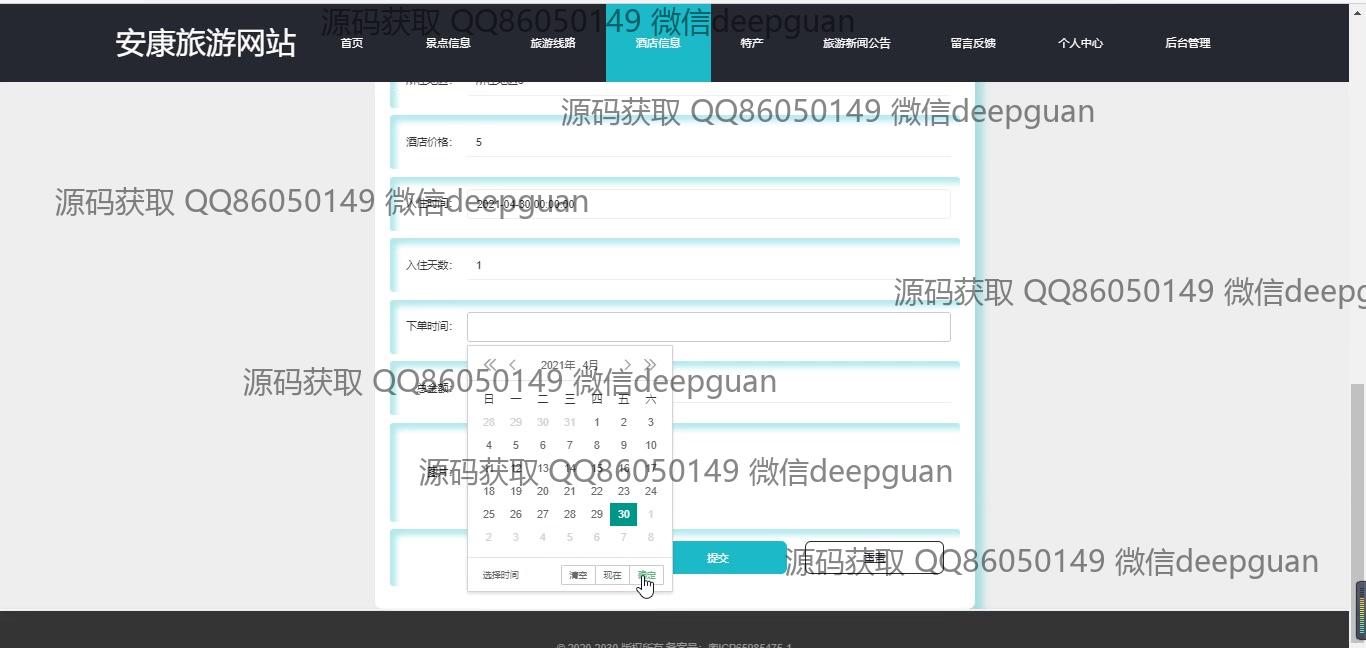 源码获取 QQ86050149 微信deepguan
安康旅游网站 首页 景点信息 旅游线路 酒店信息 特产 旅游新闻公告 留言反馈 个人中心 后台管理
源码获取 QQ86050149 微信deepguan
酒店价格： 5
源码获取 QQ86050149 微信deepguan
入住时间： 2021-04-30 00:00:00
入住天数： 1
源码获取 QQ86050149 微信deepg
下单时间：
2021年 4月
源码获取 QQ86050149 微信deepguan
总金额：
日 一 二 三 四 五 六
28 29 30 31 1 2 3
4 5 6 7 8 9 10
11 12 13 14 15 16 17
源码获取 QQ86050149 微信deepguan
18 19 20 21 22 23 24
25 26 27 28 29 30 1
2 3 4 5 6 7 8
提交 重置
源码获取 QQ86050149 微信deepguan
选择时间 清空 现在 确定